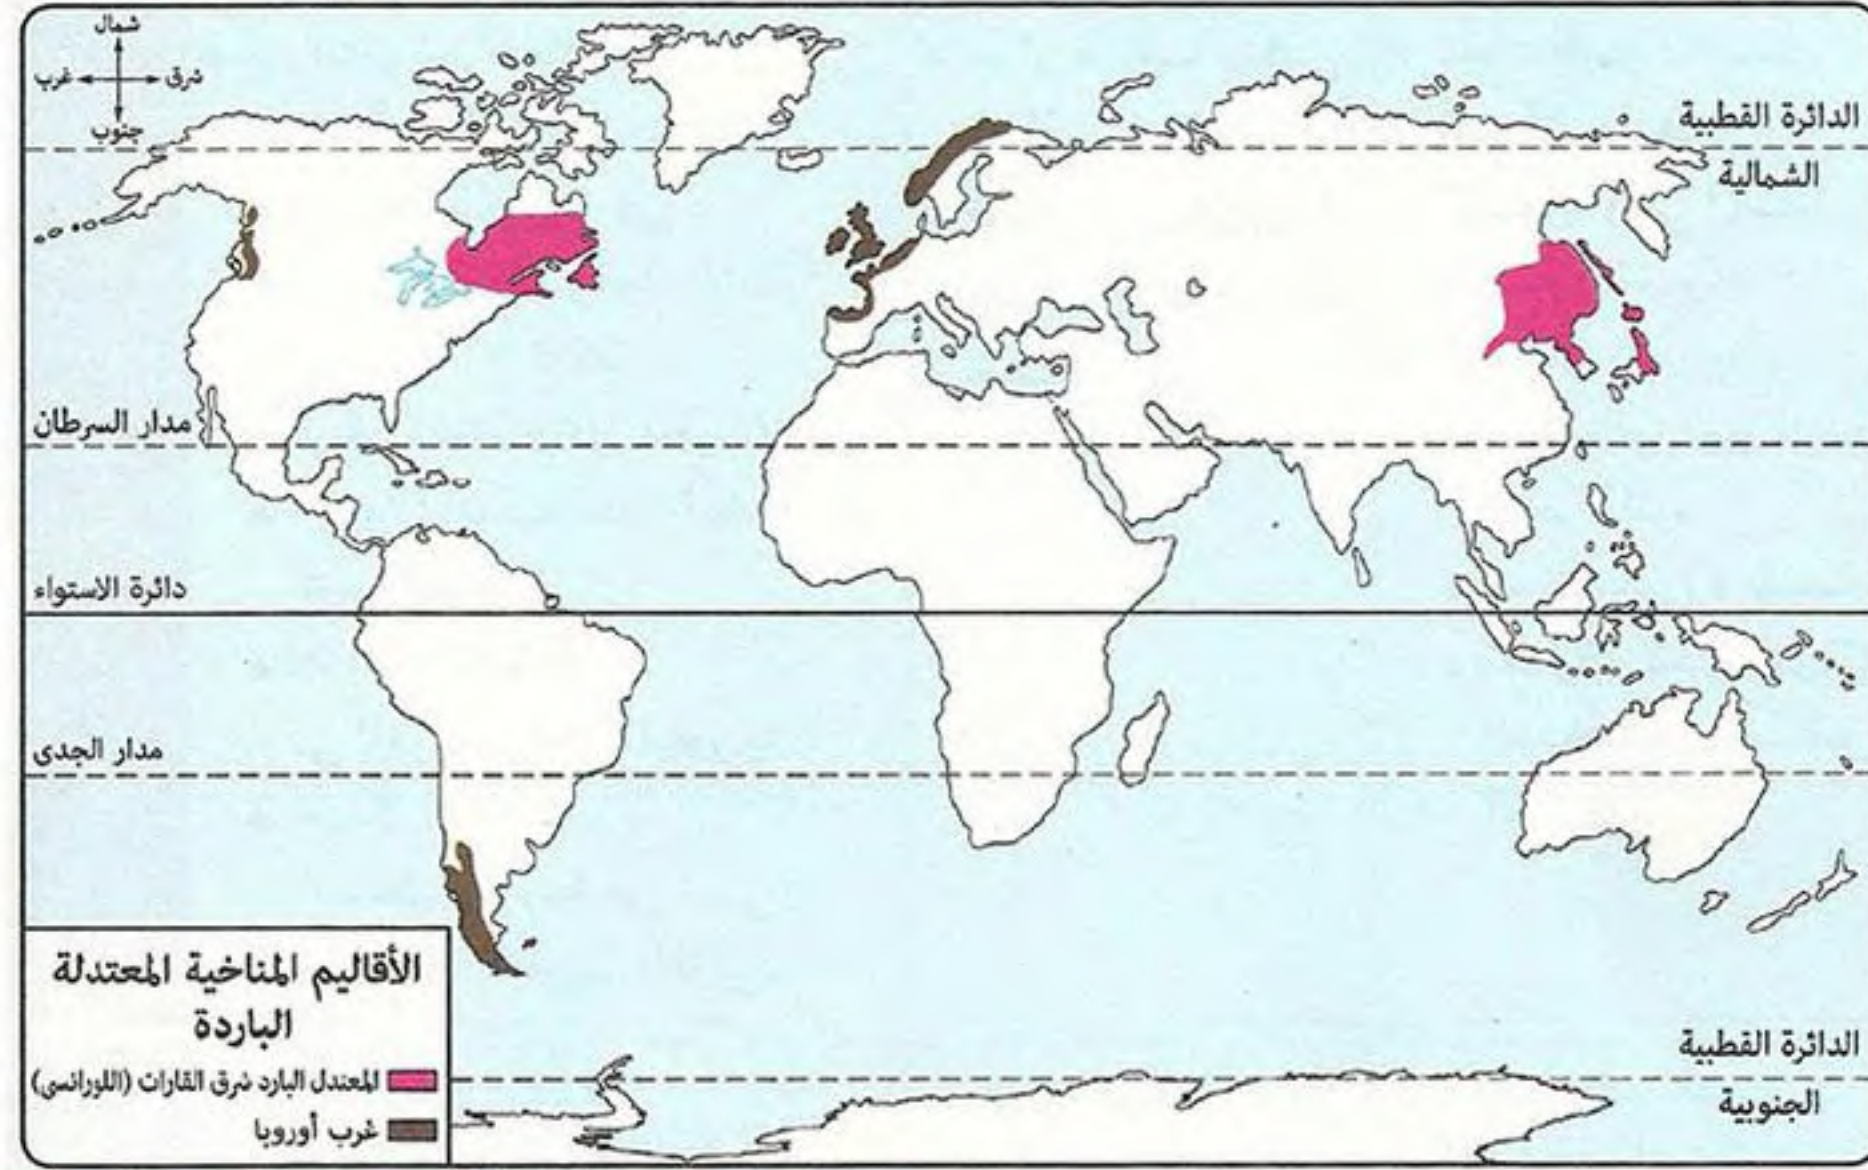 شمال
غرب شرق
جنوب
الدائرة القطبية
الشمالية
مدار السرطان
دائرة الاستواء
مدار الجدى
الدائرة القطبية
الجنوبية
الأقاليم المناخية المعتدلة
الباردة
المعتدل البارد شرق القارات (اللورانسى)
غرب أوروبا